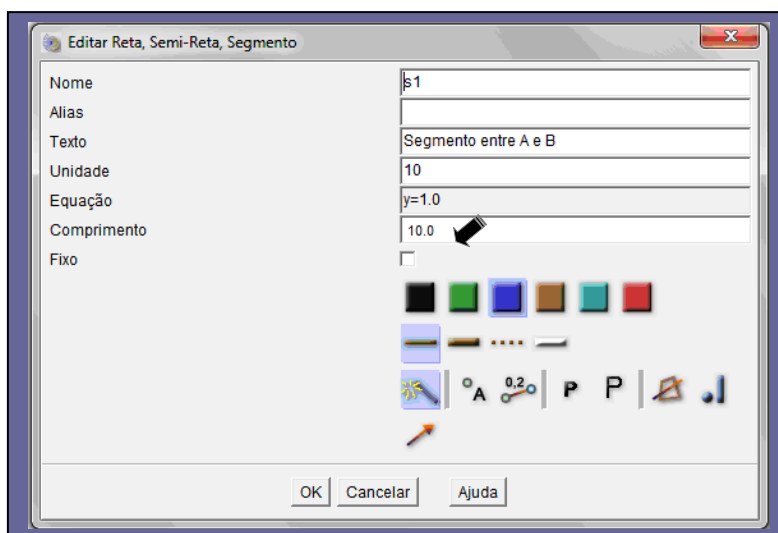 Editar Reta, Semi-Reta, Segmento
Nome s1
Alias
Texto Segmento entre A e B
Unidade 10
Equação y=1.0
Comprimento 10.0
Fixo
A 0,2 P P
OK Cancelar Ajuda